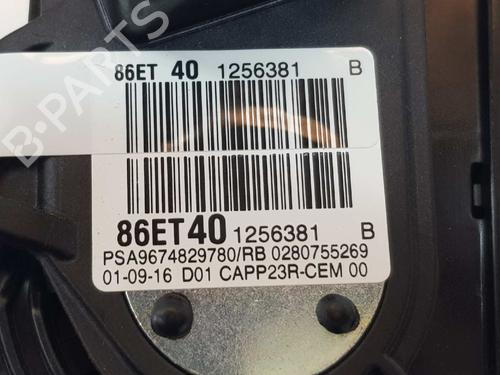 86ET 40 1256381 B
86ET40 1256381 B
PSA9674829780/RB 0280755269
01-09-16 D01 CAPP23R-CEM 00
B-PARTS